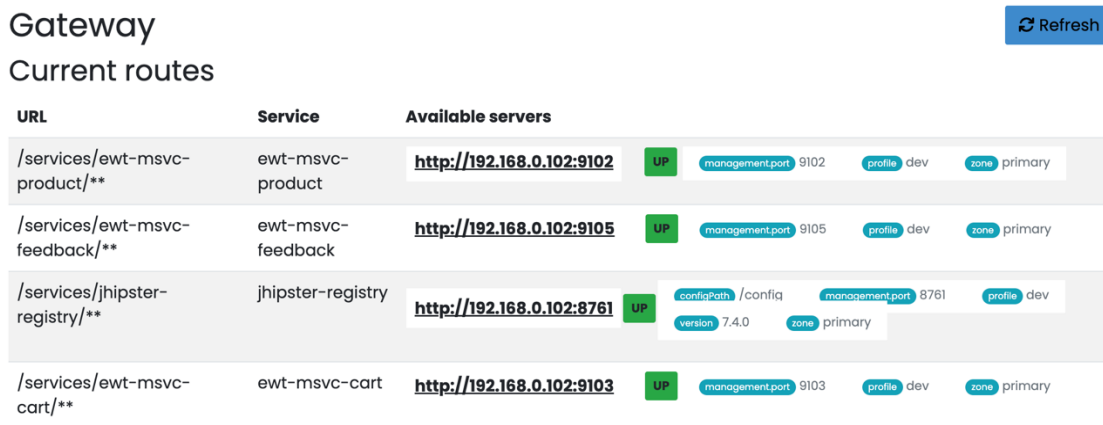 Gateway
Refresh
Current routes
URL Service Available servers
/services/ewt-msvc- ewt-msvc- http://192.168.0.102:9102 UP management.port 9102 profile dev zone primary
product/** product
/services/ewt-msvc- ewt-msvc- http://192.168.0.102:9105 UP management.port 9105 profile dev zone primary
feedback/** feedback
/services/jhipster- jhipster-registry http://192.168.0.102:8761 UP configPath /config management.port 8761 profile dev
registry/** version 7.4.0 zone primary
/services/ewt-msvc- ewt-msvc-cart http://192.168.0.102:9103 UP management.port 9103 profile dev zone primary
cart/**